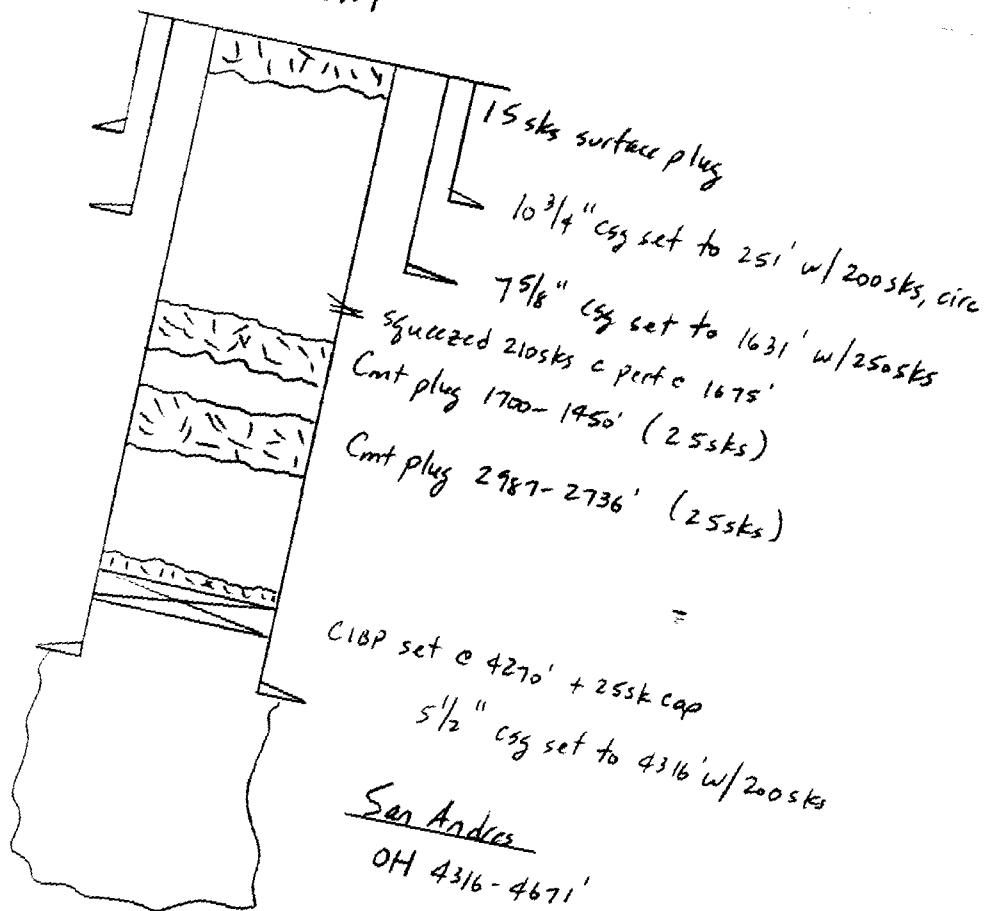 15 sks surface plug
10 3/4" csg set to 251' w/200sks, circ
7 5/8" csg set to 1631' w/250sks
squeezed 210sks c perf @ 1675'
Cmt plug 1700-1450' (25sks)
Cmt plug 2987-2736' (25sks)
CIBP set @ 4270' + 25sk cap
5 1/2" csg set to 4316' w/200sks
San Andres
OH 4316-4671'